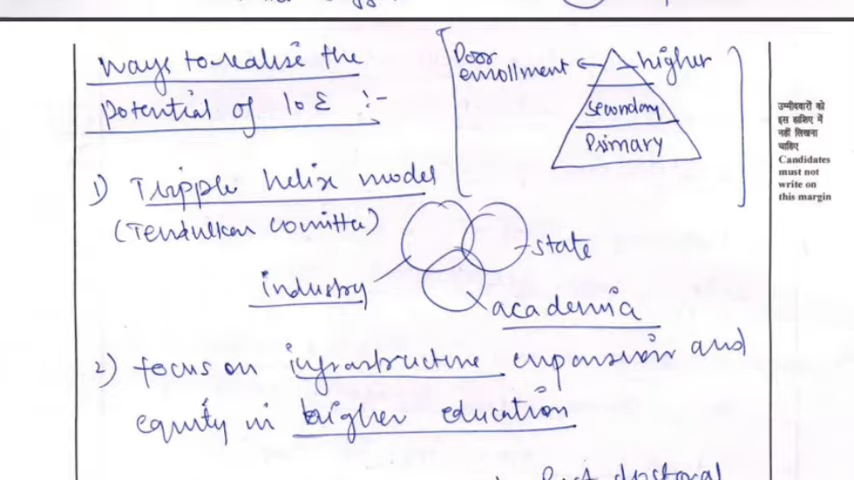 ways to realise the
potential of IoE :-
Poor
enrollment
higher
Secondary
Primary
1) Tripple helix model
(Tendulkar comittee)
state
industry
academia
2) focus on infrastructure expansion and
equity in higher education
उम्मीदवारों को
इस हाशिए में
नहीं लिखना
चाहिए
Candidates
must not
write on
this margin